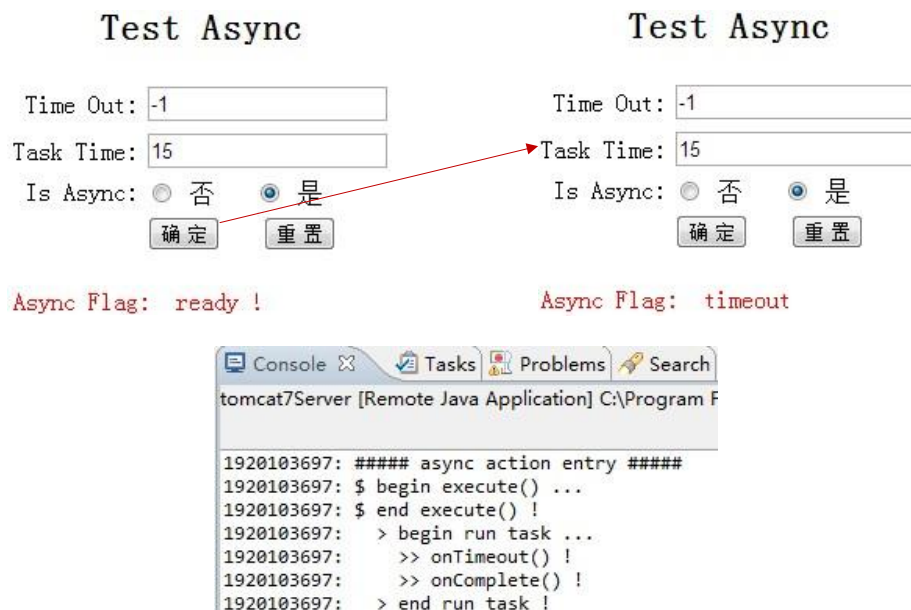 Test Async
Time Out: -1
Task Time: 15
Is Async: 否 是
确 定 重 置
Async Flag: ready !
Test Async
Time Out: -1
Task Time: 15
Is Async: 否 是
确 定 重 置
Async Flag: timeout
Console Tasks Problems Search
tomcat7Server [Remote Java Application] C:\Program F
1920103697: ##### async action entry #####
1920103697: $ begin execute() ...
1920103697: $ end execute() !
1920103697: > begin run task ...
1920103697: >> onTimeout() !
1920103697: >> onComplete() !
1920103697: > end run task !